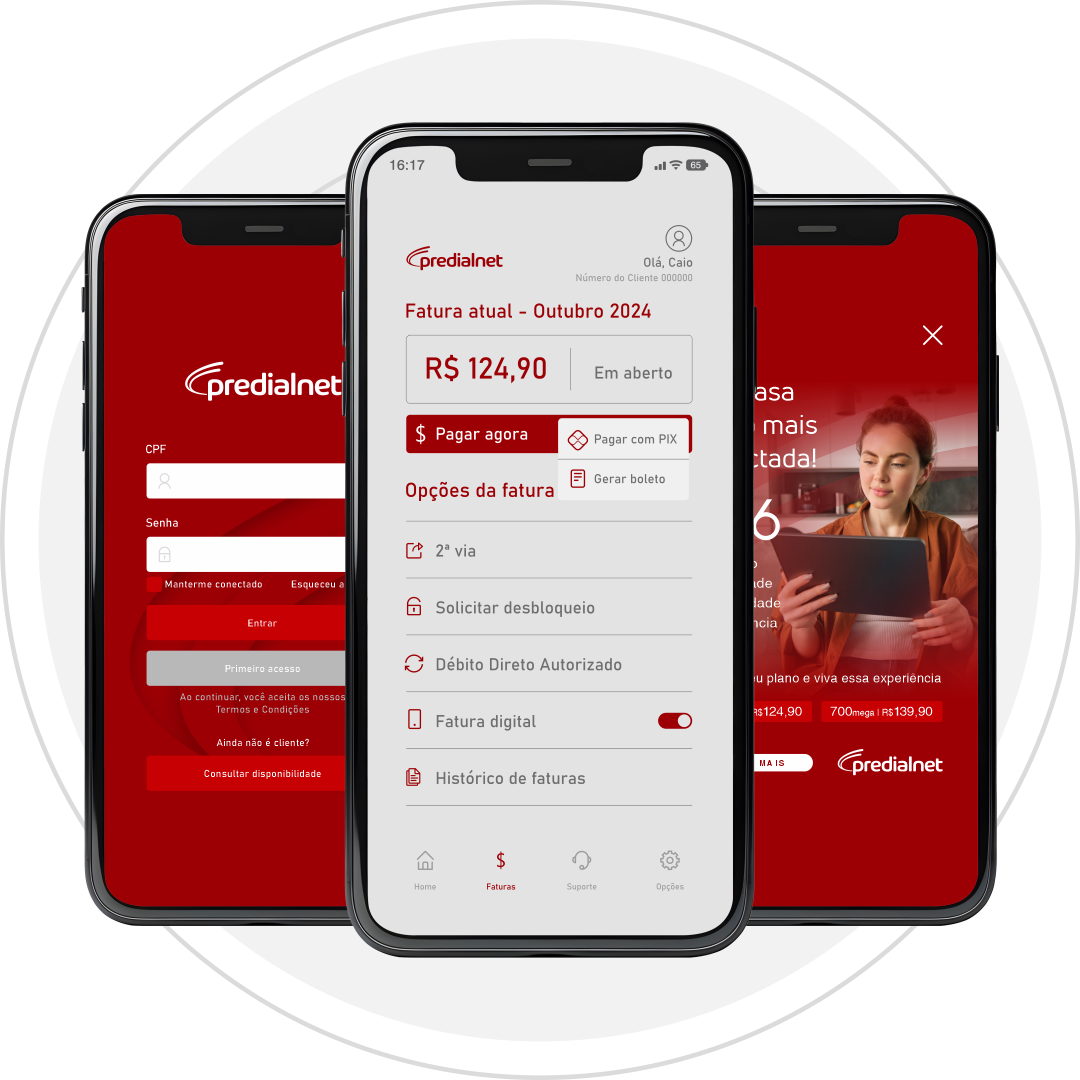 predialnet
CPF
Senha
Manterme conectado
Esqueceu a
Entrar
Primeiro acesso
Ao continuar, você aceita os nossos
Termos e Condições
Ainda não é cliente?
Consultar disponibilidade
16:17
65
predialnet
Olá, Caio
Número do Cliente 000000
Fatura atual - Outubro 2024
R$ 124,90
Em aberto
$ Pagar agora
Pagar com PIX
Gerar boleto
Opções da fatura
2ª via
Solicitar desbloqueio
Débito Direto Autorizado
Fatura digital
Histórico de faturas
$
Home
Faturas
Suporte
Opções
asa
mais
ctada!
6
ade
dade
ncia
u plano e viva essa experiência
R$124,90
700mega | R$139,90
MAIS
predialnet